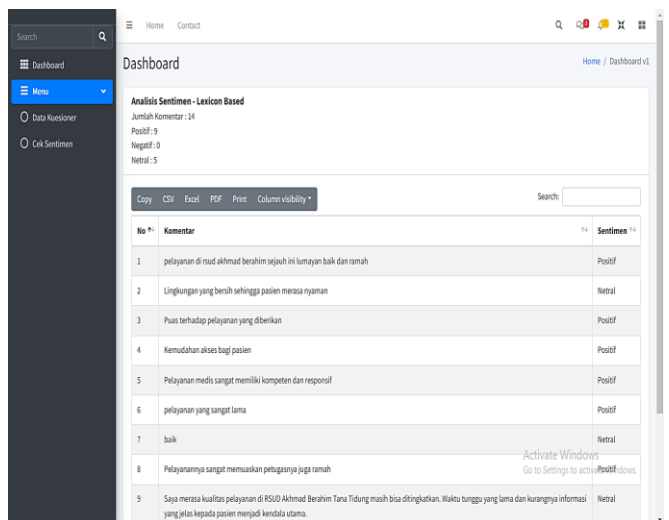 Home Contact
Search
Dashboard
Menu
Data Kuesioner
Cek Sentimen
Dashboard
Home / Dashboard v1
Analisis Sentimen - Lexicon Based
Jumlah Komentar : 14
Positif : 9
Negatif : 0
Netral : 5
Copy CSV Excel PDF Print Column visibility
Search:
No Komentar Sentimen
1 pelayanan di rsud akhmad berahim sejauh ini lumayan baik dan ramah Positif
2 Lingkungan yang bersih sehingga pasien merasa nyaman Netral
3 Puas terhadap pelayanan yang diberikan Positif
4 Kemudahan akses bagi pasien Positif
5 Pelayanan medis sangat memiliki kompeten dan responsif Positif
6 pelayanan yang sangat lama Positif
7 baik Netral
Activate Windows
8 Pelayanannya sangat memuaskan petugasnya juga ramah Positif
Go to Settings to activate Windows.
9 Saya merasa kualitas pelayanan di RSUD Akhmad Berahim Tana Tidung masih bisa ditingkatkan. Waktu tunggu yang lama dan kurangnya informasi Netral
yang jelas kepada pasien menjadi kendala utama.